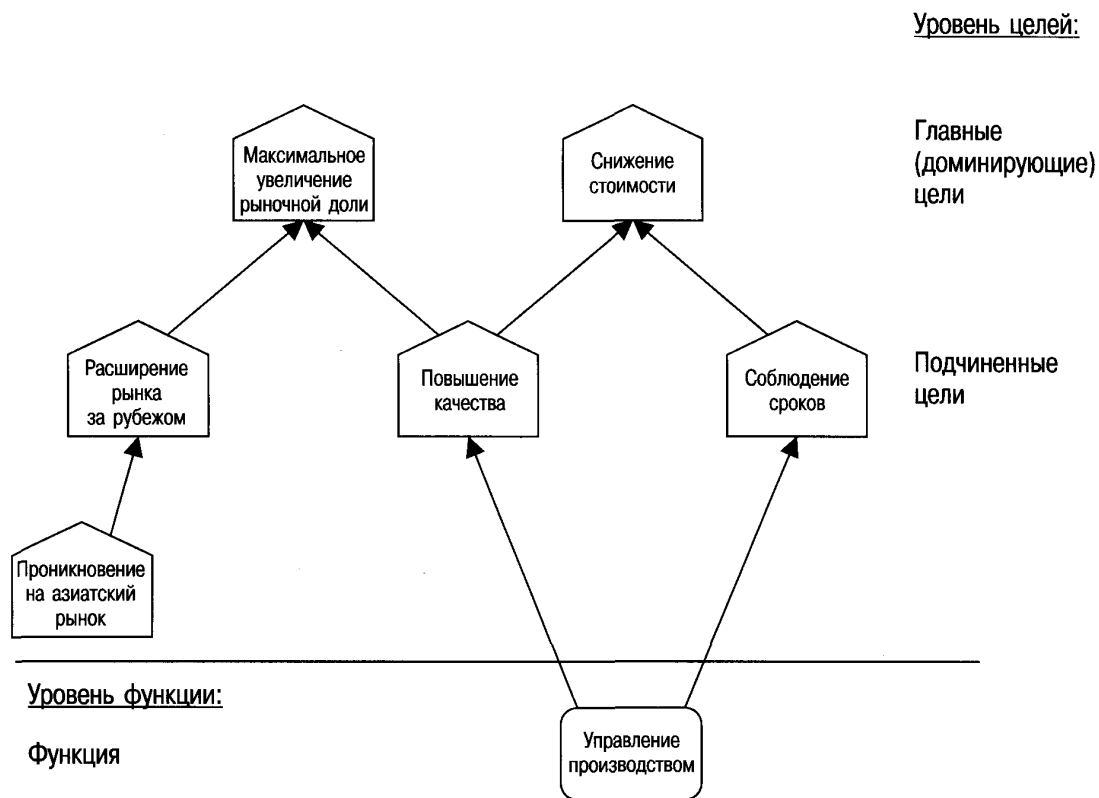 Уровень целей:
Максимальное
увеличение
рыночной доли
Снижение
стоимости
Главные
(доминирующие)
цели
Расширение
рынка
за рубежом
Повышение
качества
Соблюдение
сроков
Подчиненные
цели
Проникновение
на азиатский
рынок
Уровень функции:
Функция
Управление
производством